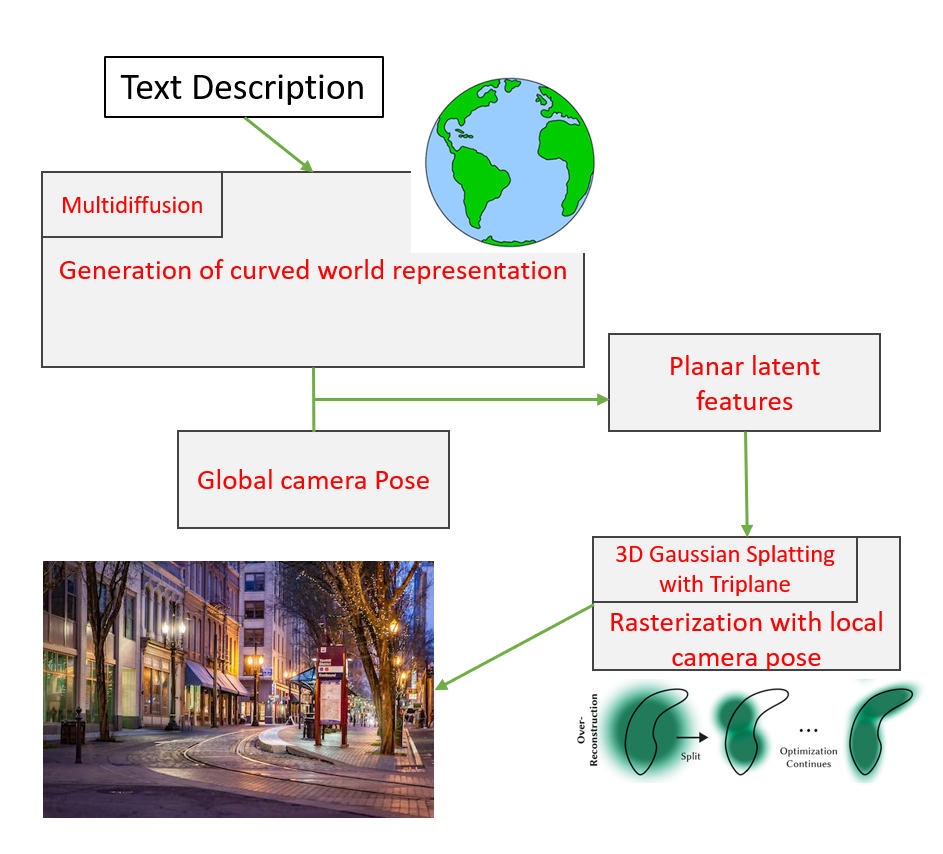 Text Description
Multidiffusion
Generation of curved world representation
Planar latent
features
Global camera Pose
3D Gaussian Splatting
with Triplane
Rasterization with local
camera pose
Over-
Reconstruction
Split
...
Optimization
Continues